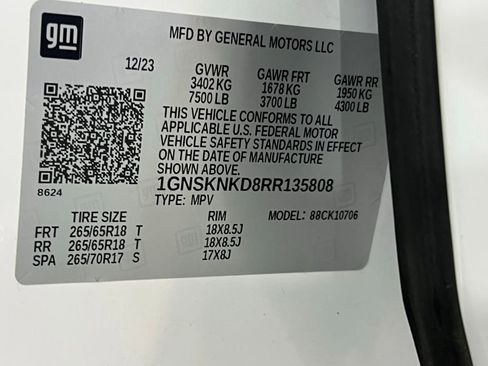 gm
MFD BY GENERAL MOTORS LLC
12/23 GVWR GAWR FRT GAWR RR
3402 KG 1678 KG 1950 KG
7500 LB 3700 LB 4300 LB
THIS VEHICLE CONFORMS TO ALL
APPLICABLE U.S. FEDERAL MOTOR
VEHICLE SAFETY STANDARDS IN EFFECT
ON THE DATE OF MANUFACTURE
SHOWN ABOVE.
8624
1GNSKNKD8RR135808
TYPE: MPV
TIRE SIZE RIM MODEL: 88CK10706
FRT 265/65R18 T 18X8.5J
RR 265/65R18 T 18X8.5J
SPA 265/70R17 S 17X8J